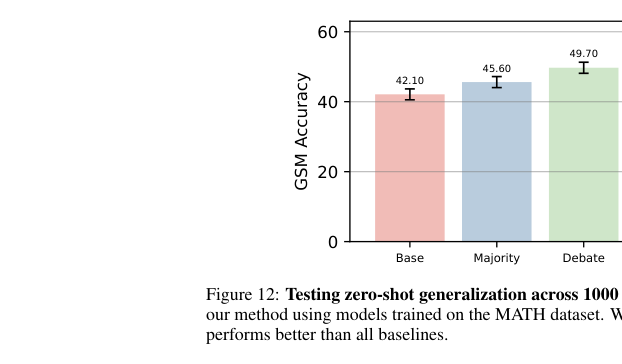 60
42.10
45.60
49.70
40
GSM Accuracy
20
0
Base Majority Debate
Figure 12: Testing zero-shot generalization across 1000
our method using models trained on the MATH dataset. W
performs better than all baselines.